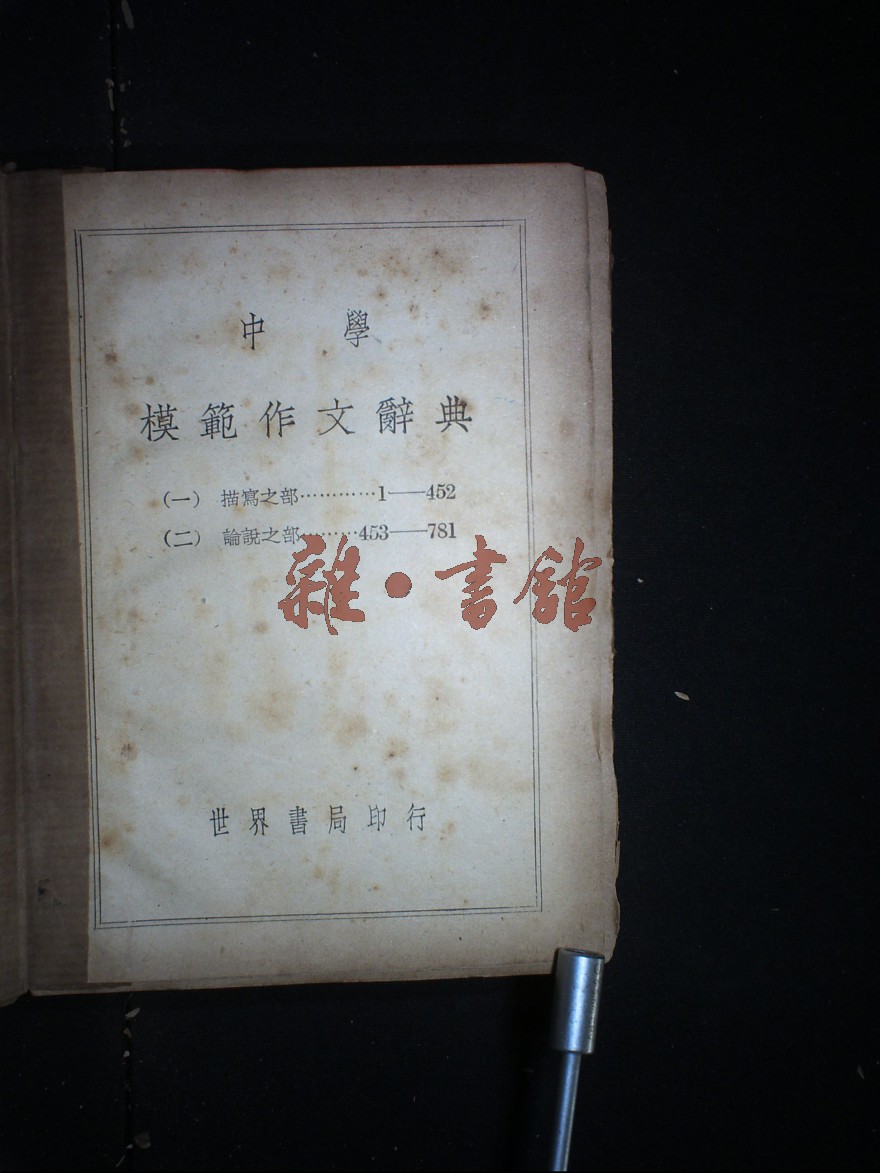 中學
模範作文辭典
（一） 描寫之部…………1——452
（二） 論說之部………453——781
雜·書館
世界書局印行